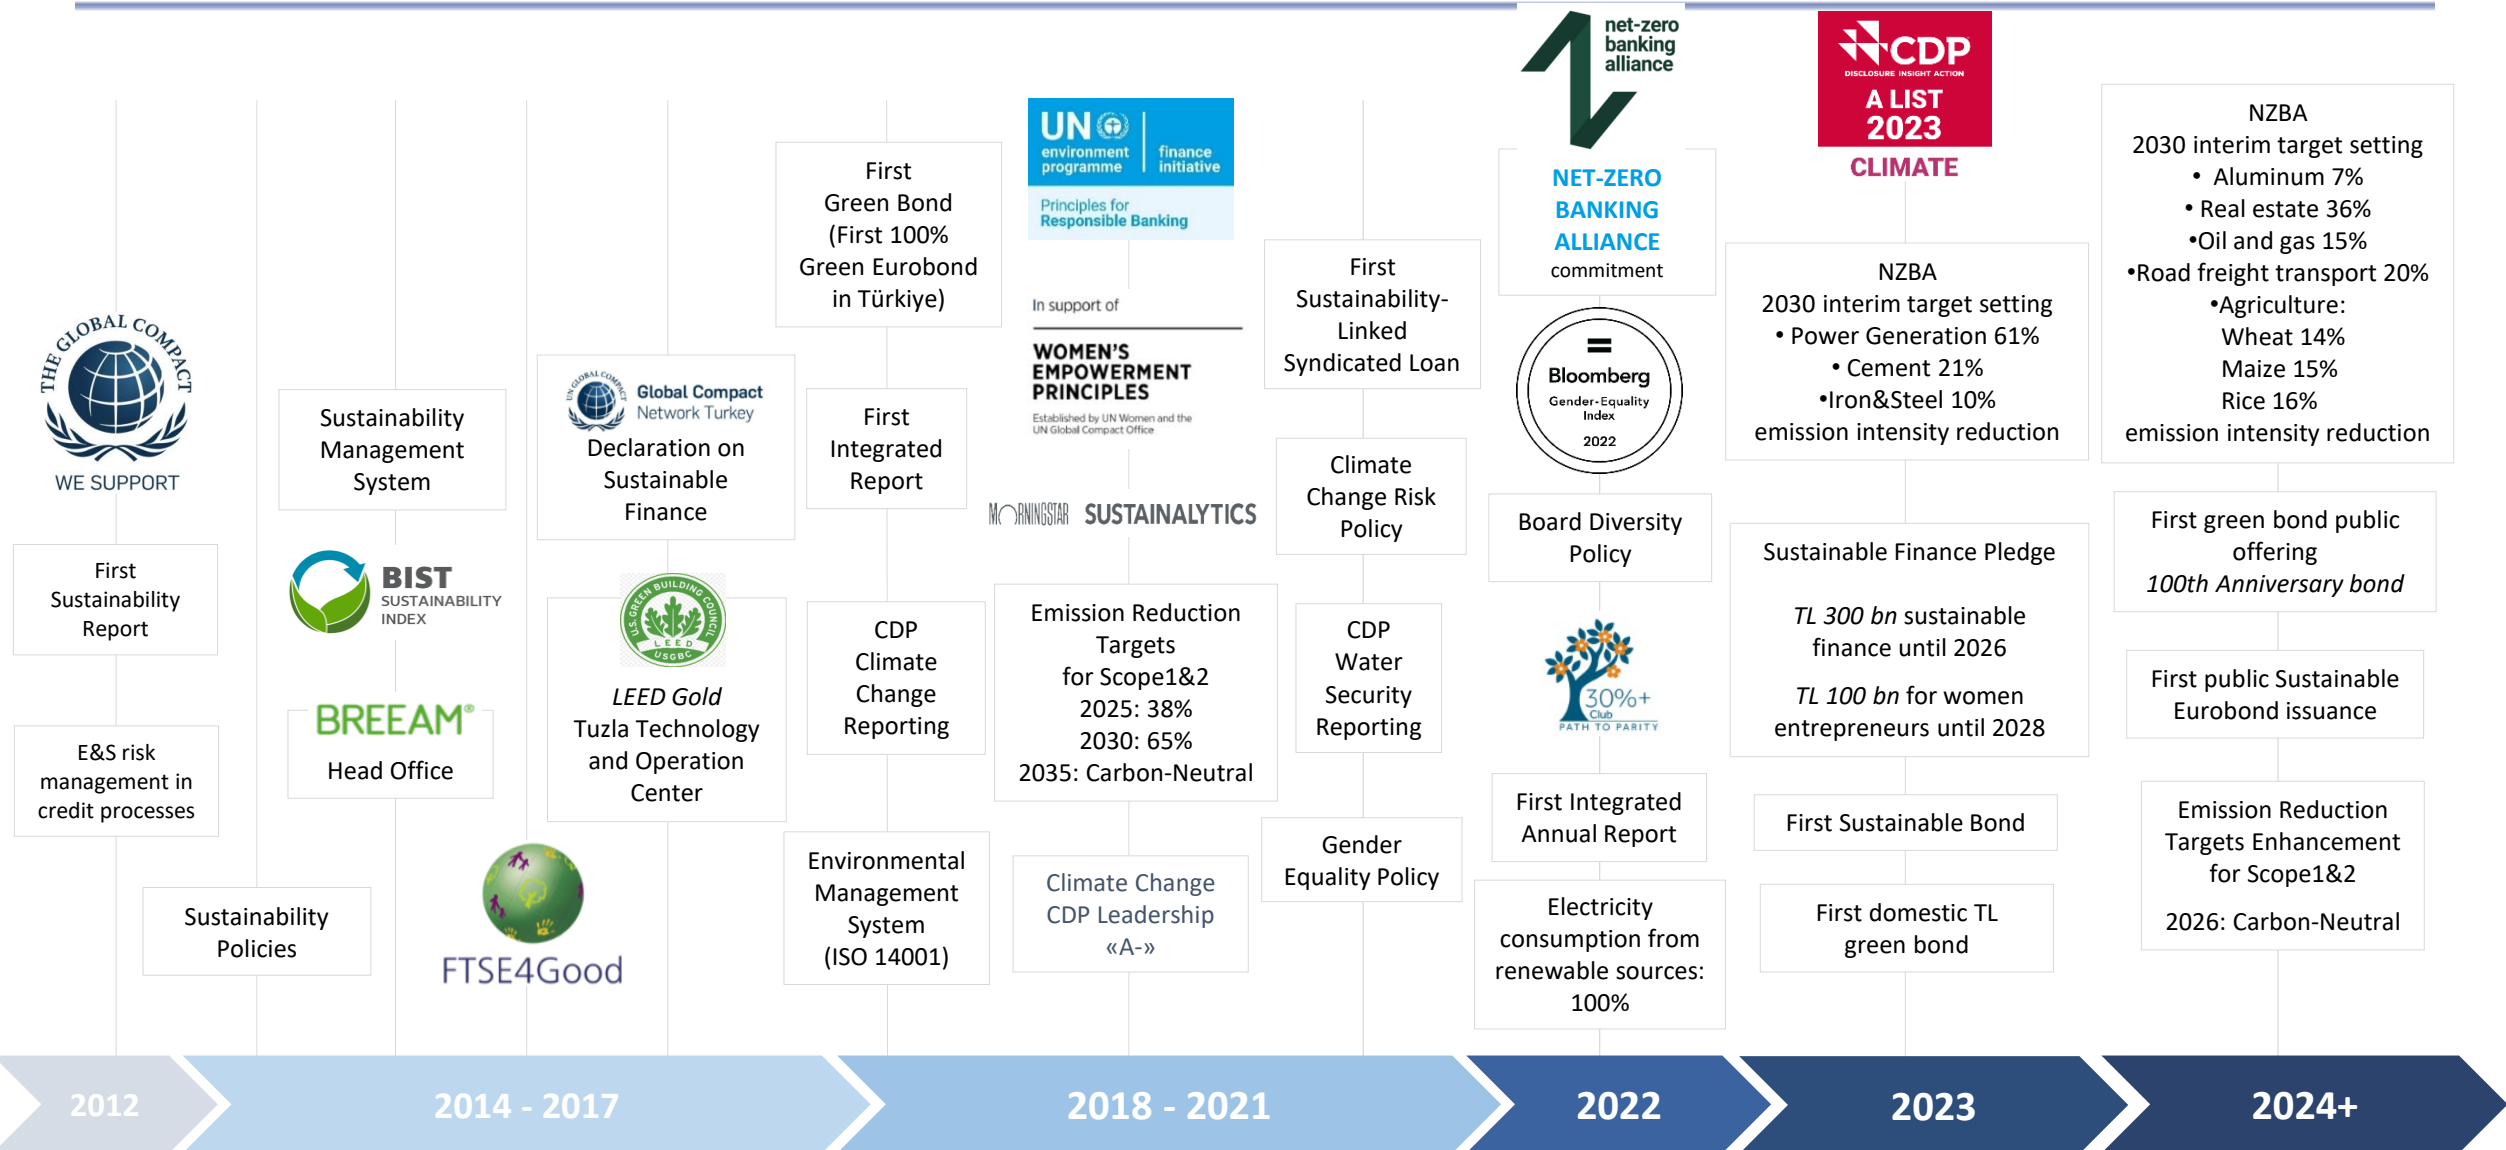 THE GLOBAL COMPACT
WE SUPPORT
First
Sustainability
Report
E&S risk
management in
credit processes
Sustainability
Policies
Sustainability
Management
System
BIST
SUSTAINABILITY
INDEX
BREEAM®
Head Office
FTSE4Good
UN GLOBAL COMPACT
Global Compact
Network Turkey
Declaration on
Sustainable
Finance
U.S. GREEN BUILDING COUNCIL
LEED
USGBC
LEED Gold
Tuzla Technology
and Operation
Center
First
Green Bond
(First 100%
Green Eurobond
in Türkiye)
First
Integrated
Report
CDP
Climate
Change
Reporting
Environmental
Management
System
(ISO 14001)
UN
environment
programme
finance
initiative
Principles for
Responsible Banking
In support of
WOMEN'S
EMPOWERMENT
PRINCIPLES
Established by UN Women and the
UN Global Compact Office
MORNINGSTAR SUSTAINALYTICS
Emission Reduction
Targets
for Scope1&2
2025: 38%
2030: 65%
2035: Carbon-Neutral
Climate Change
CDP Leadership
«A-»
First
Sustainability-
Linked
Syndicated Loan
Climate
Change Risk
Policy
CDP
Water
Security
Reporting
Gender
Equality Policy
net-zero
banking
alliance
NET-ZERO
BANKING
ALLIANCE
commitment
Bloomberg
Gender-Equality
Index
2022
Board Diversity
Policy
30%+
Club
PATH TO PARITY
First Integrated
Annual Report
Electricity
consumption from
renewable sources:
100%
CDP
DISCLOSURE INSIGHT ACTION
A LIST
2023
CLIMATE
NZBA
2030 interim target setting
• Power Generation 61%
• Cement 21%
•Iron&Steel 10%
emission intensity reduction
Sustainable Finance Pledge
TL 300 bn sustainable
finance until 2026
TL 100 bn for women
entrepreneurs until 2028
First Sustainable Bond
First domestic TL
green bond
NZBA
2030 interim target setting
• Aluminum 7%
• Real estate 36%
•Oil and gas 15%
•Road freight transport 20%
•Agriculture:
Wheat 14%
Maize 15%
Rice 16%
emission intensity reduction
First green bond public
offering
100th Anniversary bond
First public Sustainable
Eurobond issuance
Emission Reduction
Targets Enhancement
for Scope1&2
2026: Carbon-Neutral
2012
2014 - 2017
2018 - 2021
2022
2023
2024+